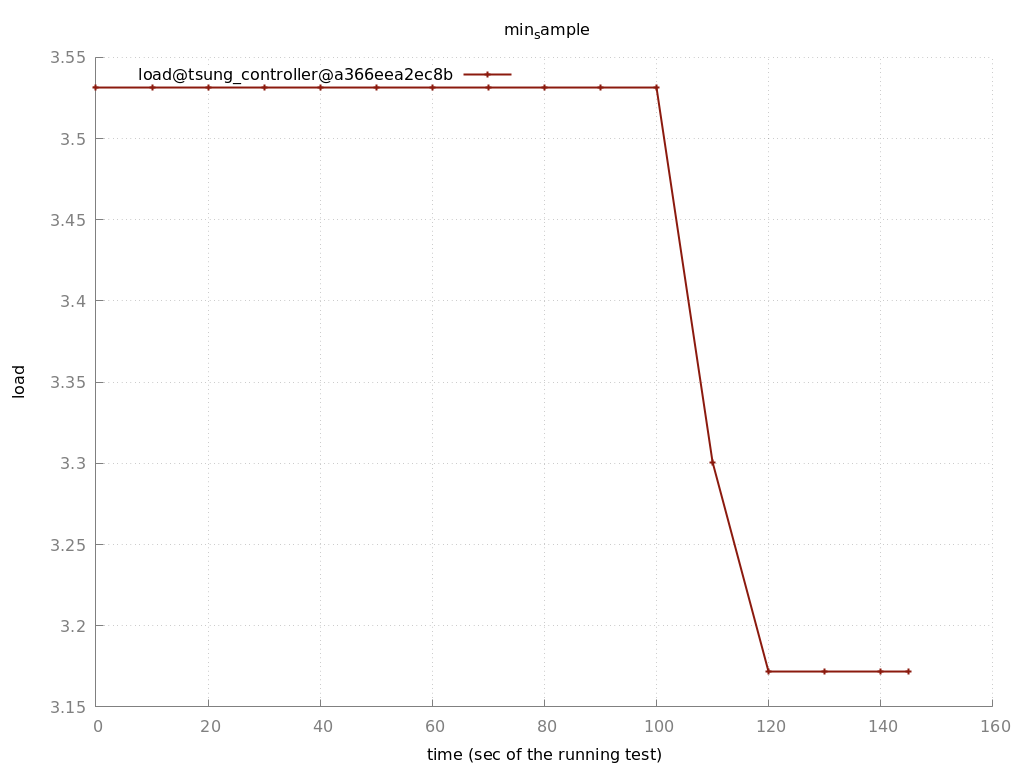 min_sample
3.55
load@tsung_controller@a366eea2ec8b
3.5
3.45
3.4
load
3.35
3.3
3.25
3.2
3.15
0 20 40 60 80 100 120 140 160
time (sec of the running test)